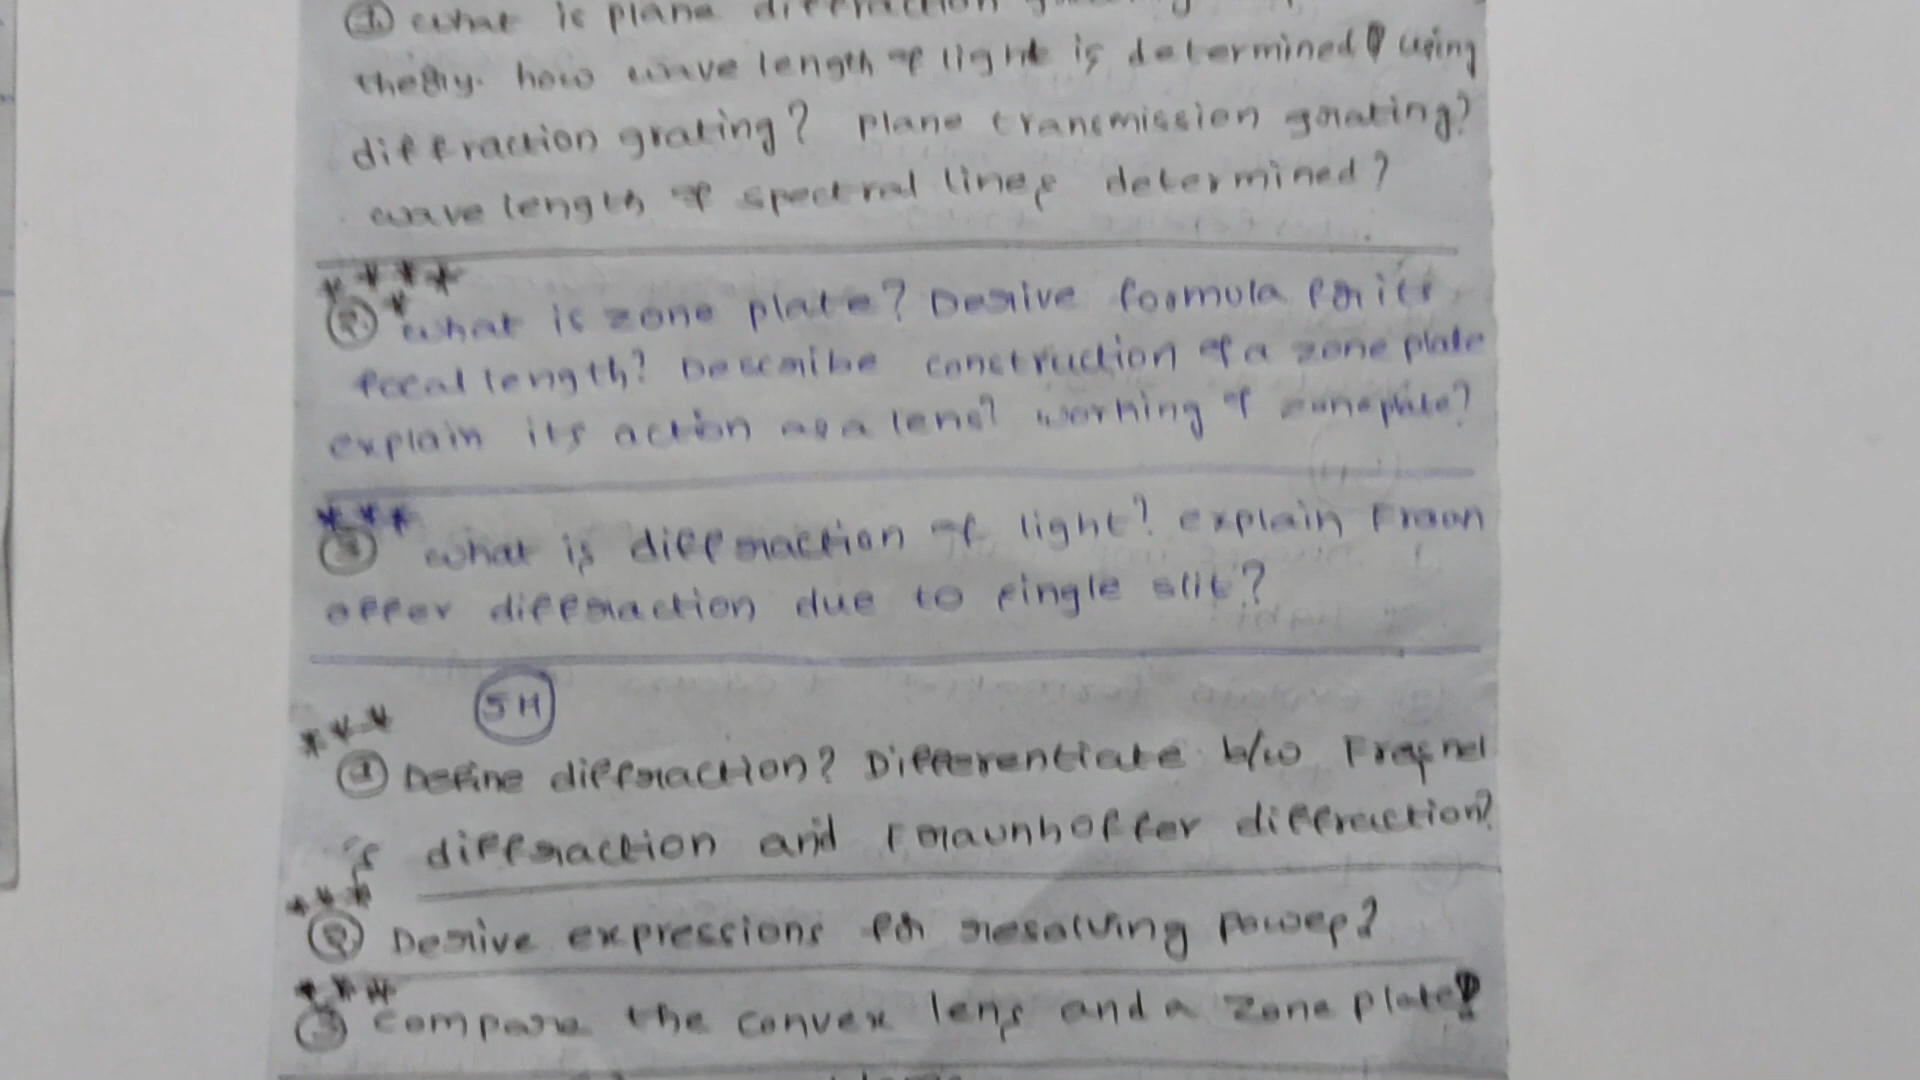 ① what is plane diffraction
theory. how wave length of light is determined using
diffraction grating? plane transmission grating?
wave length of spectral lines determined?
****
② *what is zone plate? Derive formula for its
focal length? Describe construction of a zone plate
explain its action as a lens? working of zoneplate?
***
③ what is diffraction of light? explain Fraon
offer diffraction due to single slit?
5M
***
① Define diffraction? Differentiate b/w Fresnel
's diffraction and Fraunhoffer diffraction?
***
② Derive expressions for resolving power?
***
③ compare the convex lens and a zone plate?